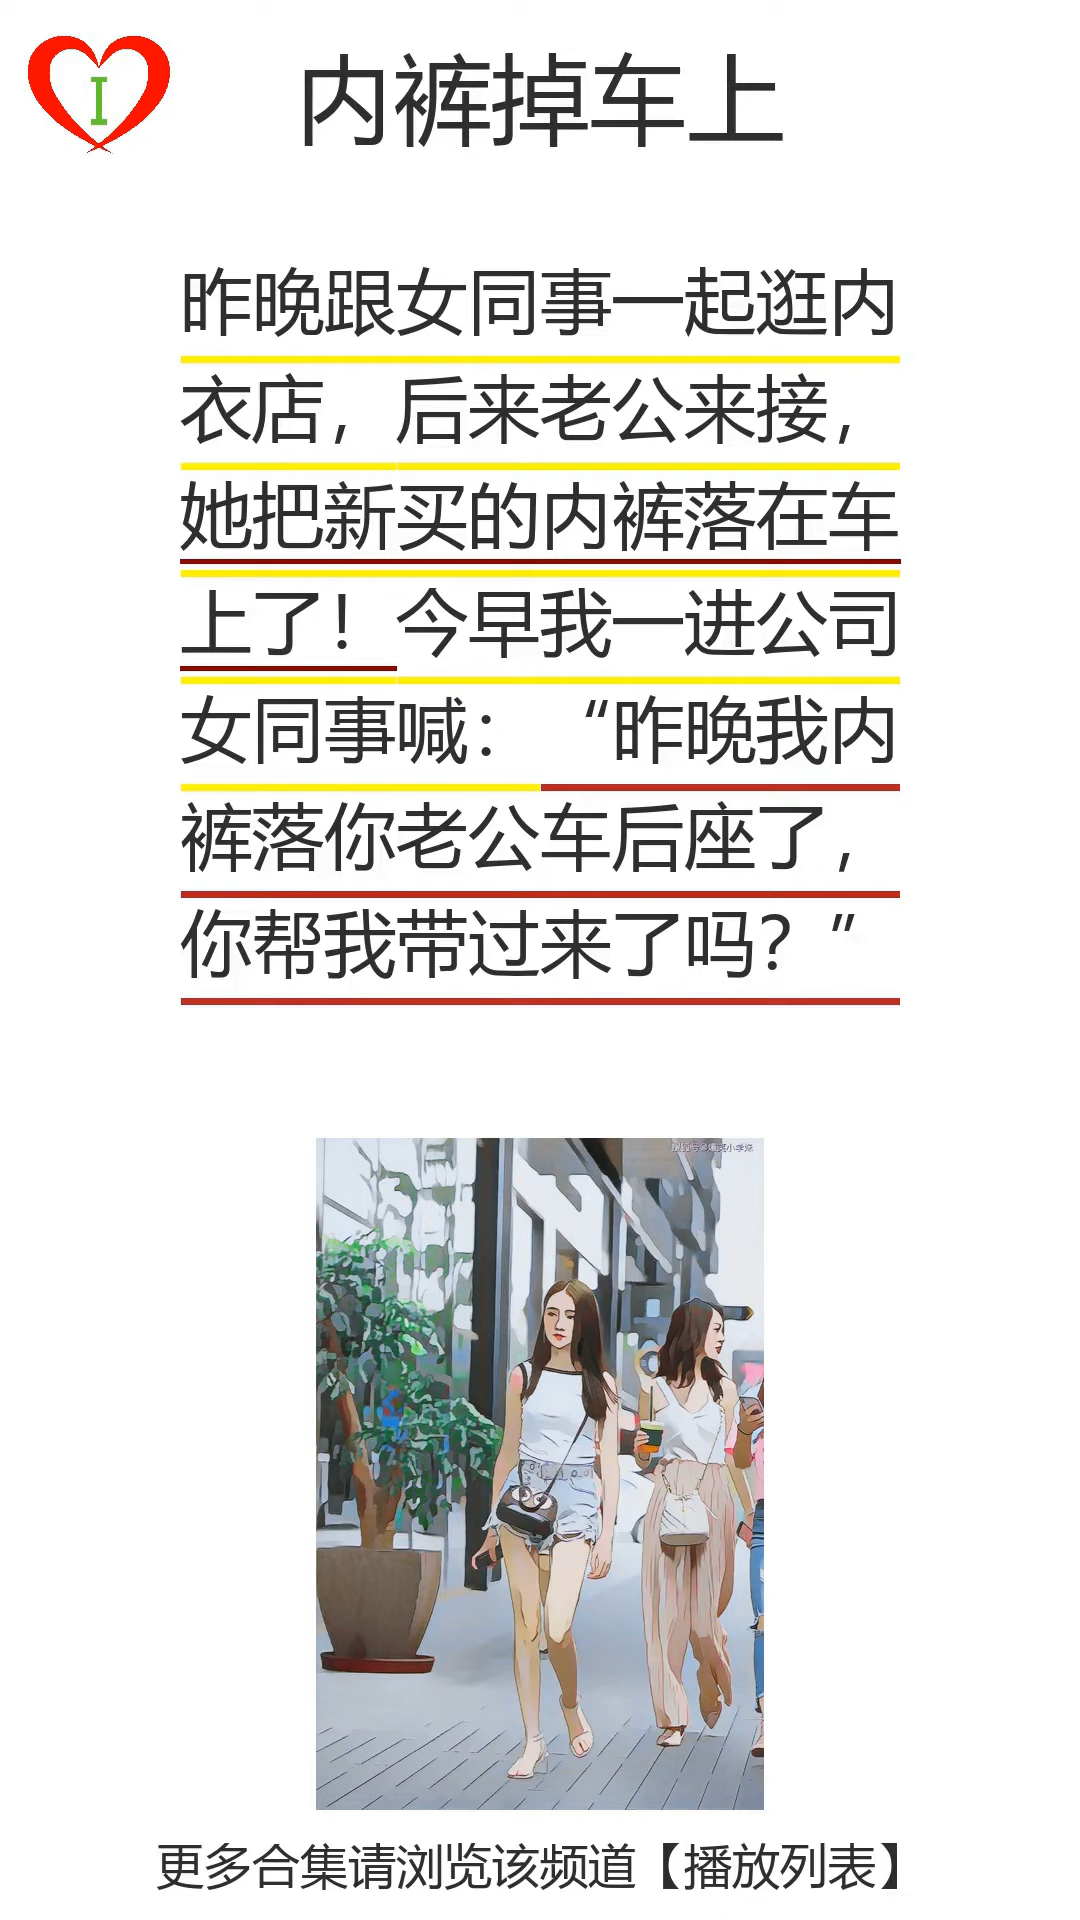 I
内裤掉车上
昨晚跟女同事一起逛内
衣店，后来老公来接，
她把新买的内裤落在车
上了！今早我一进公司
女同事喊：“昨晚我内
裤落你老公车后座了，
你帮我带过来了吗？”
更多合集请浏览该频道【播放列表】